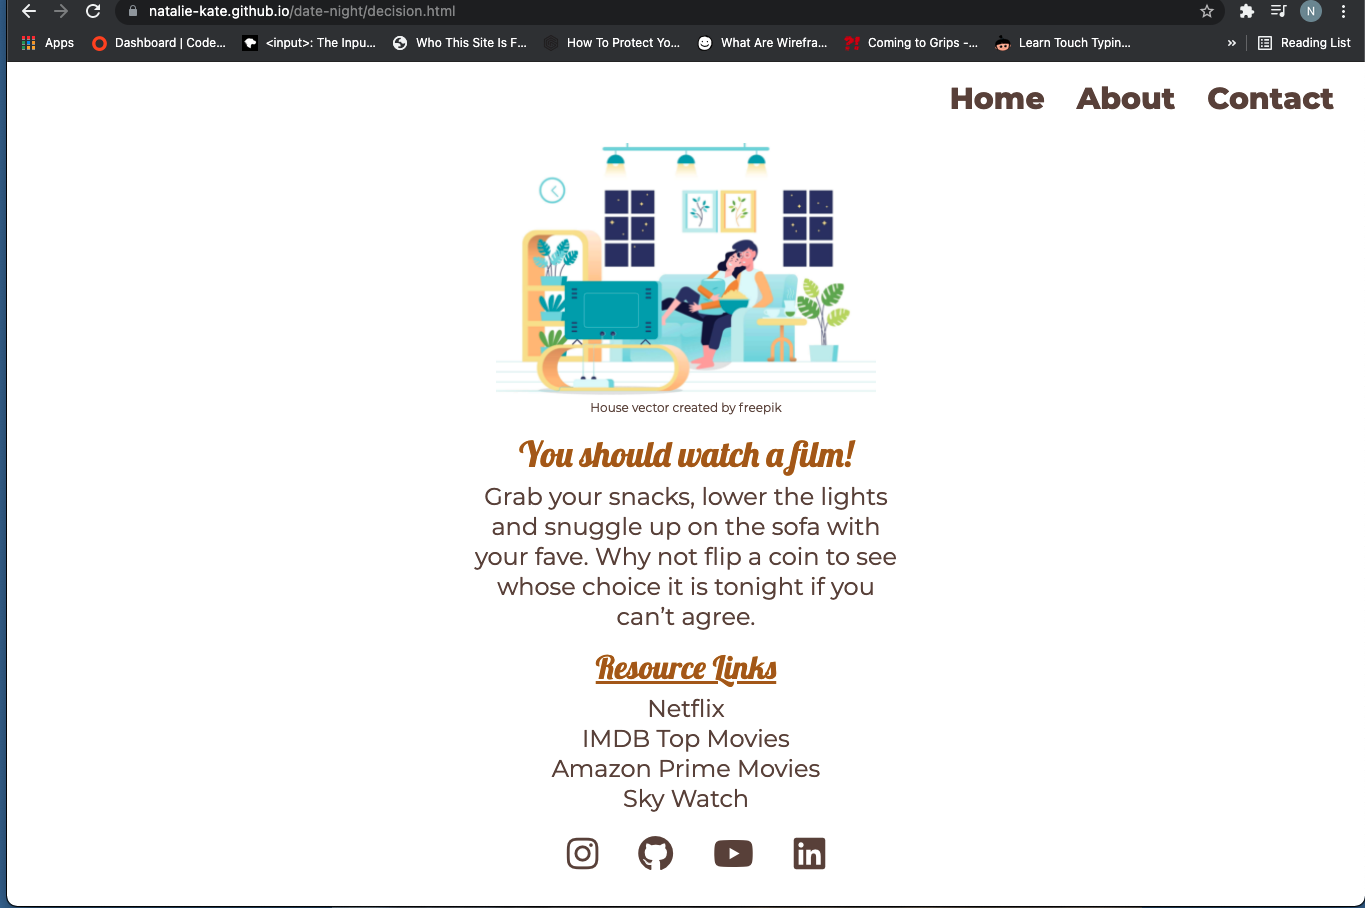 natalie-kate.github.io/date-night/decision.html
N
Apps
Dashboard | Code...
<input>: The Inpu...
Who This Site Is F...
How To Protect Yo...
What Are Wirefra...
?!
Coming to Grips -...
Learn Touch Typin...
»
Reading List
Home
About
Contact
House vector created by freepik
You should watch a film!
Grab your snacks, lower the lights
and snuggle up on the sofa with
your fave. Why not flip a coin to see
whose choice it is tonight if you
can’t agree.
Resource Links
Netflix
IMDB Top Movies
Amazon Prime Movies
Sky Watch
in